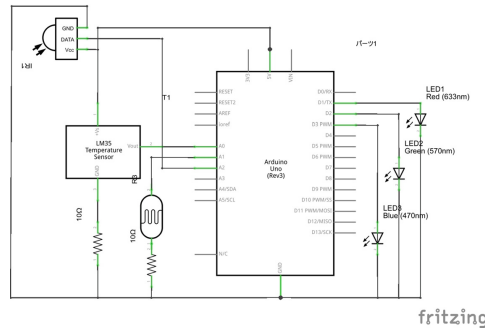 GND
DATA
Vcc
IR1
T1
パーツ1
LM35
Temperature
Sensor
+Vs
Vout
GND
R3
10Ω
10Ω
3V3
5V
VIN
RESET
RESET2
AREF
ioref
A0
A1
A2
A3
A4/SDA
A5/SCL
N/C
Arduino
Uno
(Rev3)
D0/RX
D1/TX
D2
D3 PWM
D4
D5 PWM
D6 PWM
D7
D8
D9 PWM
D10 PWM/SS
D11 PWM/MOSI
D12/MISO
D13/SCK
GND
LED1
Red (633nm)
LED2
Green (570nm)
LED3
Blue (470nm)
fritzing